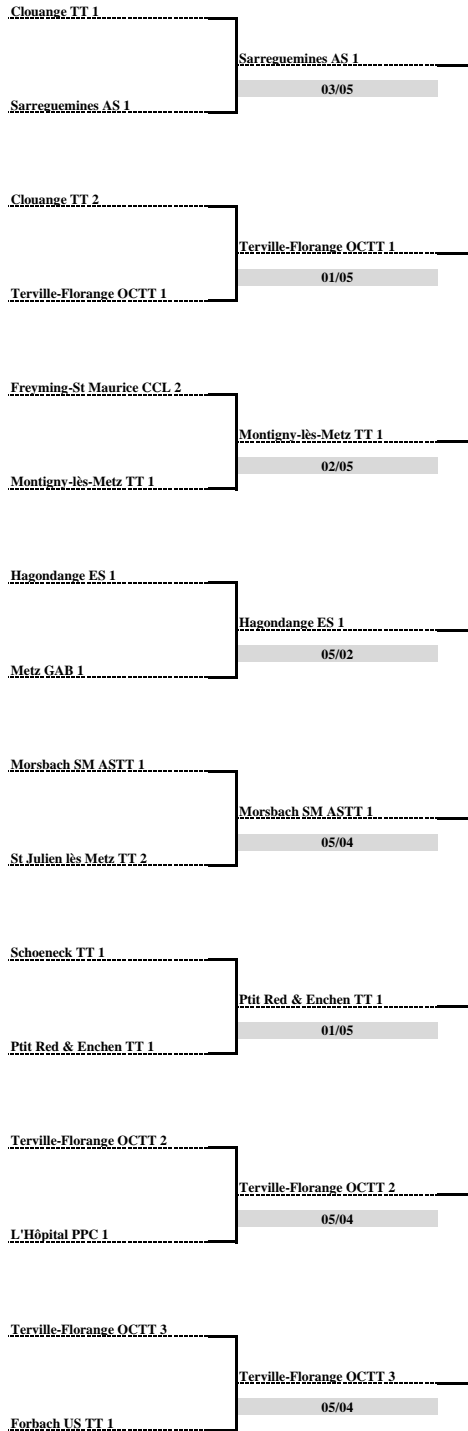 Clouange TT 1
Sarreguemines AS 1
03/05
Sarreguemines AS 1
Clouange TT 2
Terville-Florange OCTT 1
01/05
Terville-Florange OCTT 1
Freyming-St Maurice CCL 2
Montigny-lès-Metz TT 1
02/05
Montigny-lès-Metz TT 1
Hagondange ES 1
Hagondange ES 1
05/02
Metz GAB 1
Morsbach SM ASTT 1
Morsbach SM ASTT 1
05/04
St Julien lès Metz TT 2
Schoeneck TT 1
Ptit Red & Enchen TT 1
01/05
Ptit Red & Enchen TT 1
Terville-Florange OCTT 2
Terville-Florange OCTT 2
05/04
L'Hôpital PPC 1
Terville-Florange OCTT 3
Terville-Florange OCTT 3
05/04
Forbach US TT 1